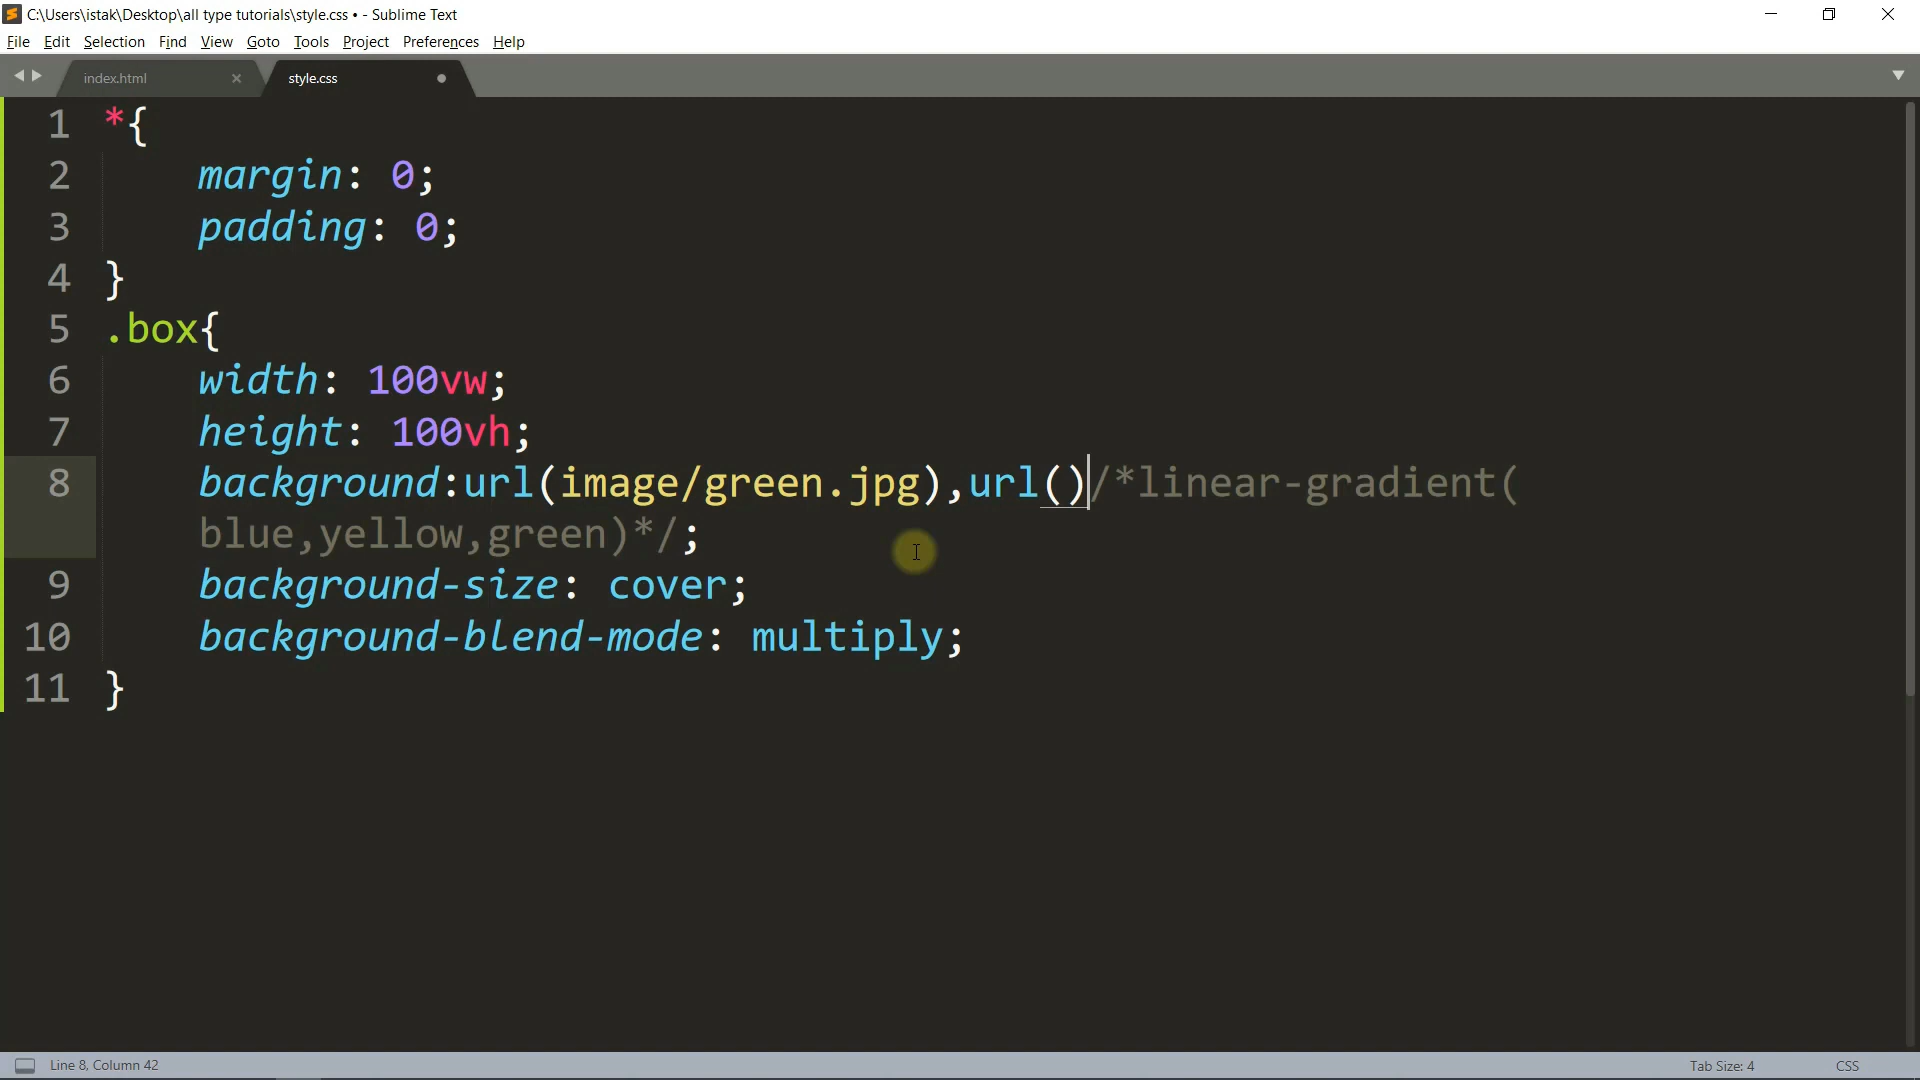 C:\Users\istak\Desktop\all type tutorials\style.css • - Sublime Text
File Edit Selection Find View Goto Tools Project Preferences Help
index.html style.css
1 *{
2 margin: 0;
3 padding: 0;
4 }
5 .box{
6 width: 100vw;
7 height: 100vh;
8 background:url(image/green.jpg),url()/*linear-gradient(
blue,yellow,green)*/;
9 background-size: cover;
10 background-blend-mode: multiply;
11 }
Line 8, Column 42 Tab Size: 4 CSS